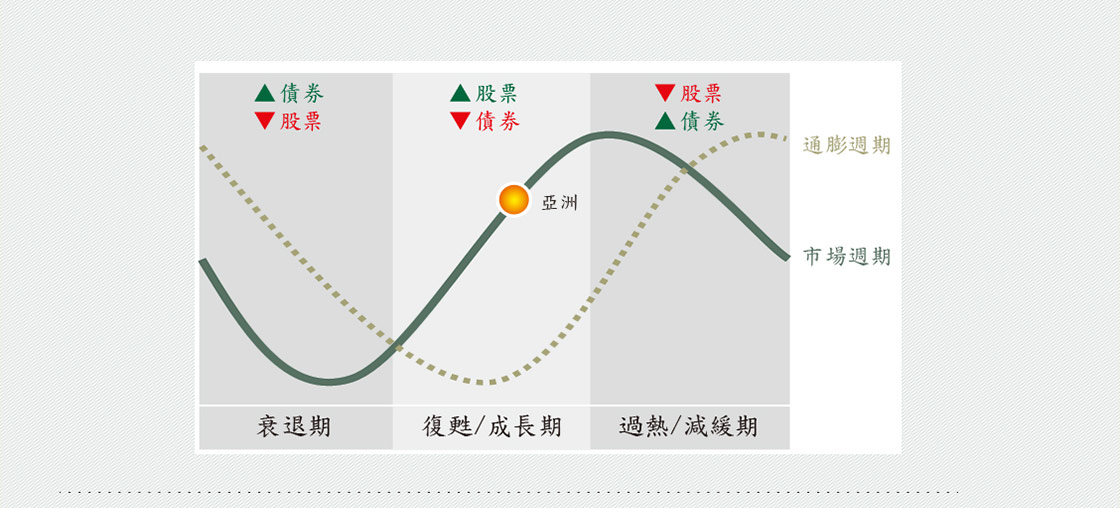 ▲債券
▼股票
▲股票
▼債券
▼股票
▲債券
通膨週期
亞洲
市場週期
衰退期
復甦/成長期
過熱/減緩期